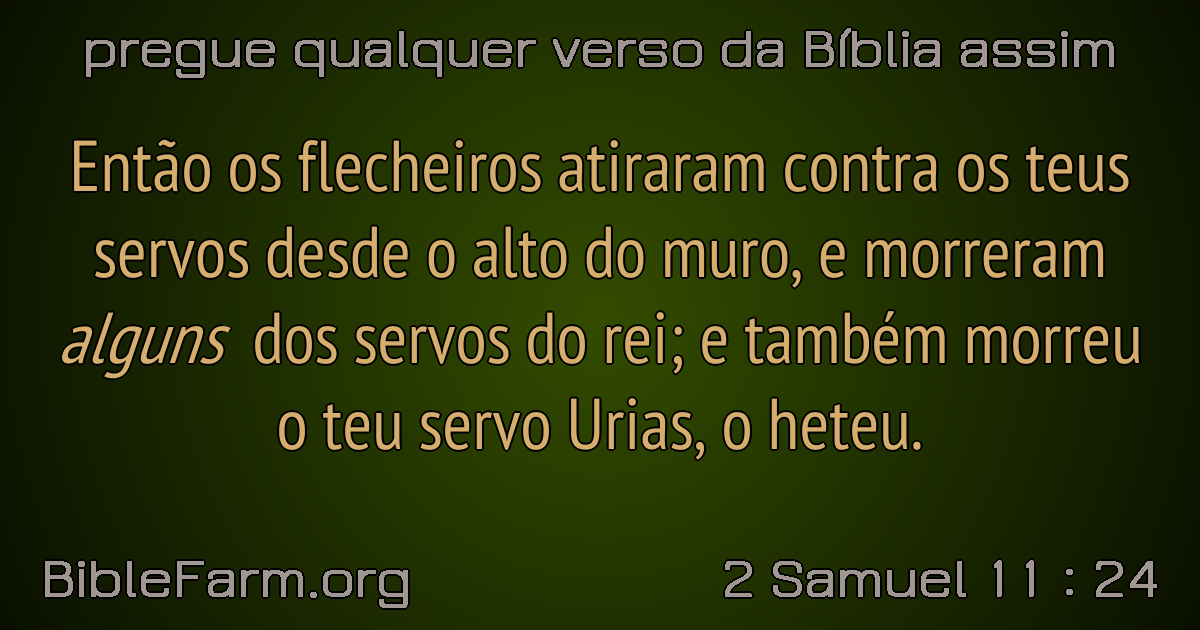 pregue qualquer verso da Bíblia assim
Então os flecheiros atiraram contra os teus
servos desde o alto do muro, e morreram
alguns dos servos do rei; e também morreu
o teu servo Urias, o heteu.
BibleFarm.org
2 Samuel 11 : 24